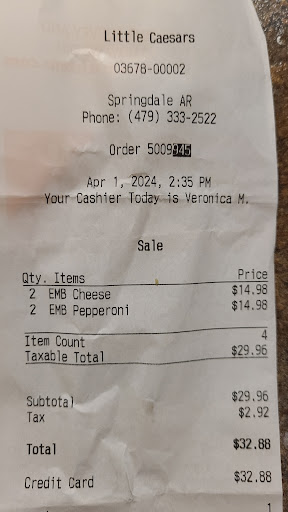 Little Caesars
03678-00002
Springdale AR
Phone: (479) 333-2522
Order 5009945
Apr 1, 2024, 2:35 PM
Your Cashier Today is Veronica M.
Sale
Qty. Items Price
2 EMB Cheese $14.98
2 EMB Pepperoni $14.98
Item Count 4
Taxable Total $29.96
Subtotal $29.96
Tax $2.92
Total $32.88
Credit Card $32.88
1